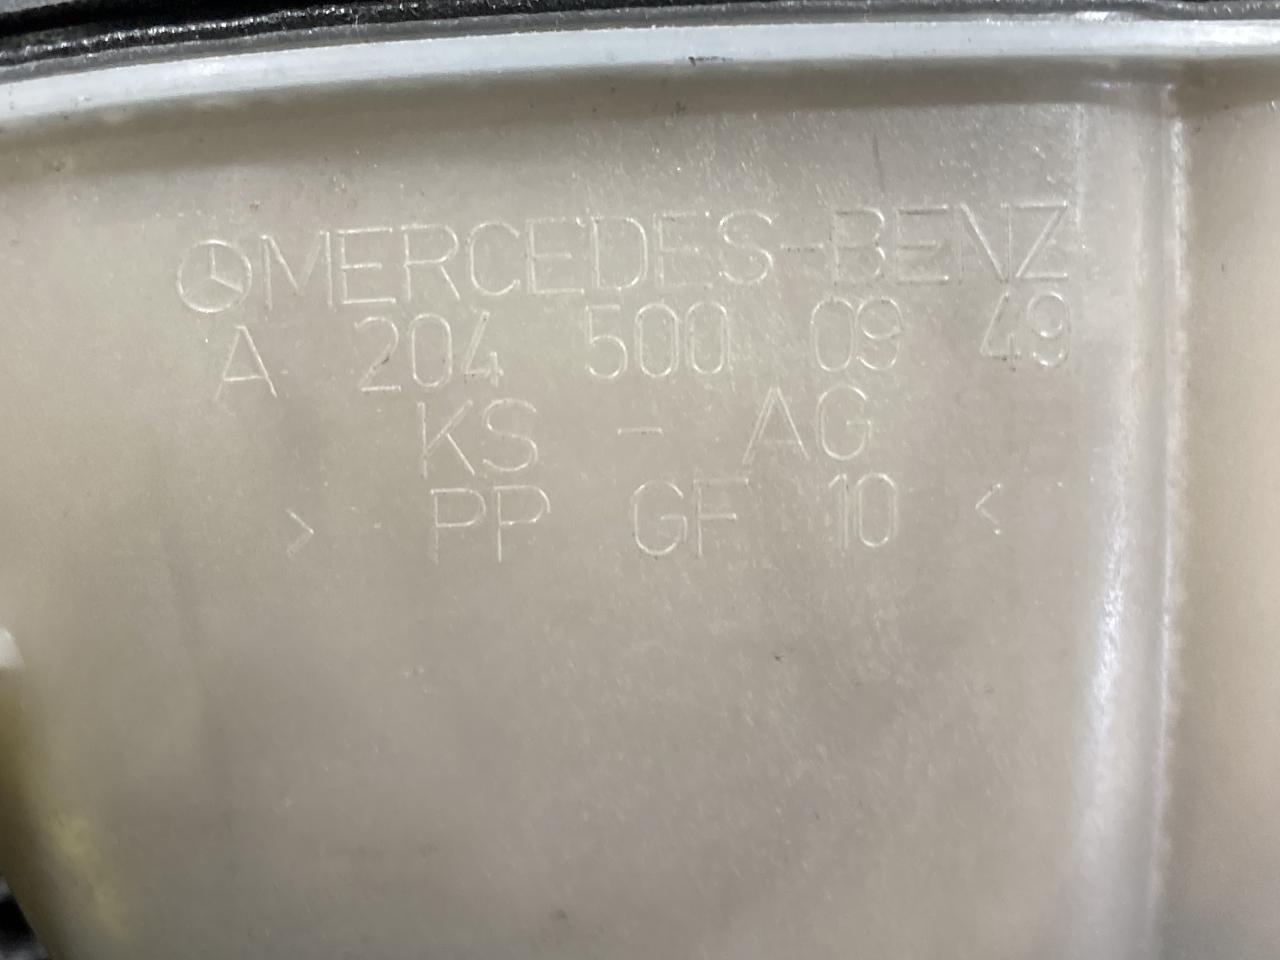 MERCEDES-BENZ
A 204 500 09 49
KS - AG
> PP GF 10 <